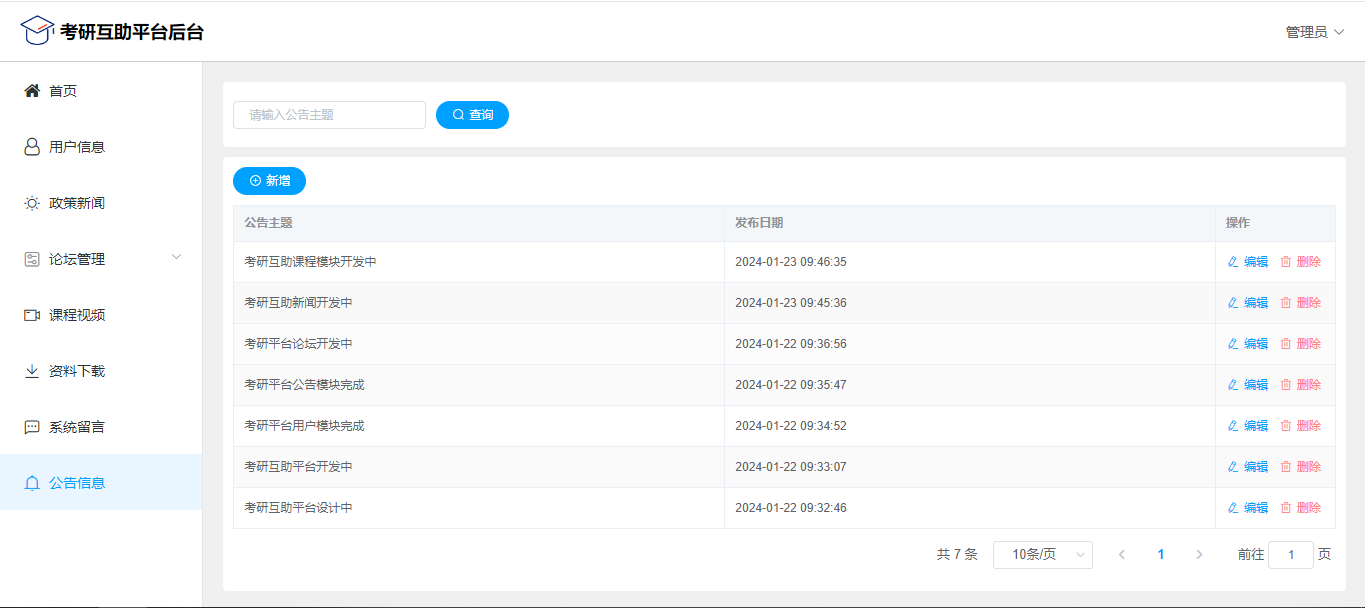 考研互助平台后台
管理员
首页
用户信息
政策新闻
论坛管理
课程视频
资料下载
系统留言
公告信息
请输入公告主题 查询
新增
公告主题 发布日期 操作
考研互助课程模块开发中 2024-01-23 09:46:35 编辑 删除
考研互助新闻开发中 2024-01-23 09:45:36 编辑 删除
考研平台论坛开发中 2024-01-22 09:36:56 编辑 删除
考研平台公告模块完成 2024-01-22 09:35:47 编辑 删除
考研平台用户模块完成 2024-01-22 09:34:52 编辑 删除
考研互助平台开发中 2024-01-22 09:33:07 编辑 删除
考研互助平台设计中 2024-01-22 09:32:46 编辑 删除
共 7 条 10条/页 1 前往 1 页